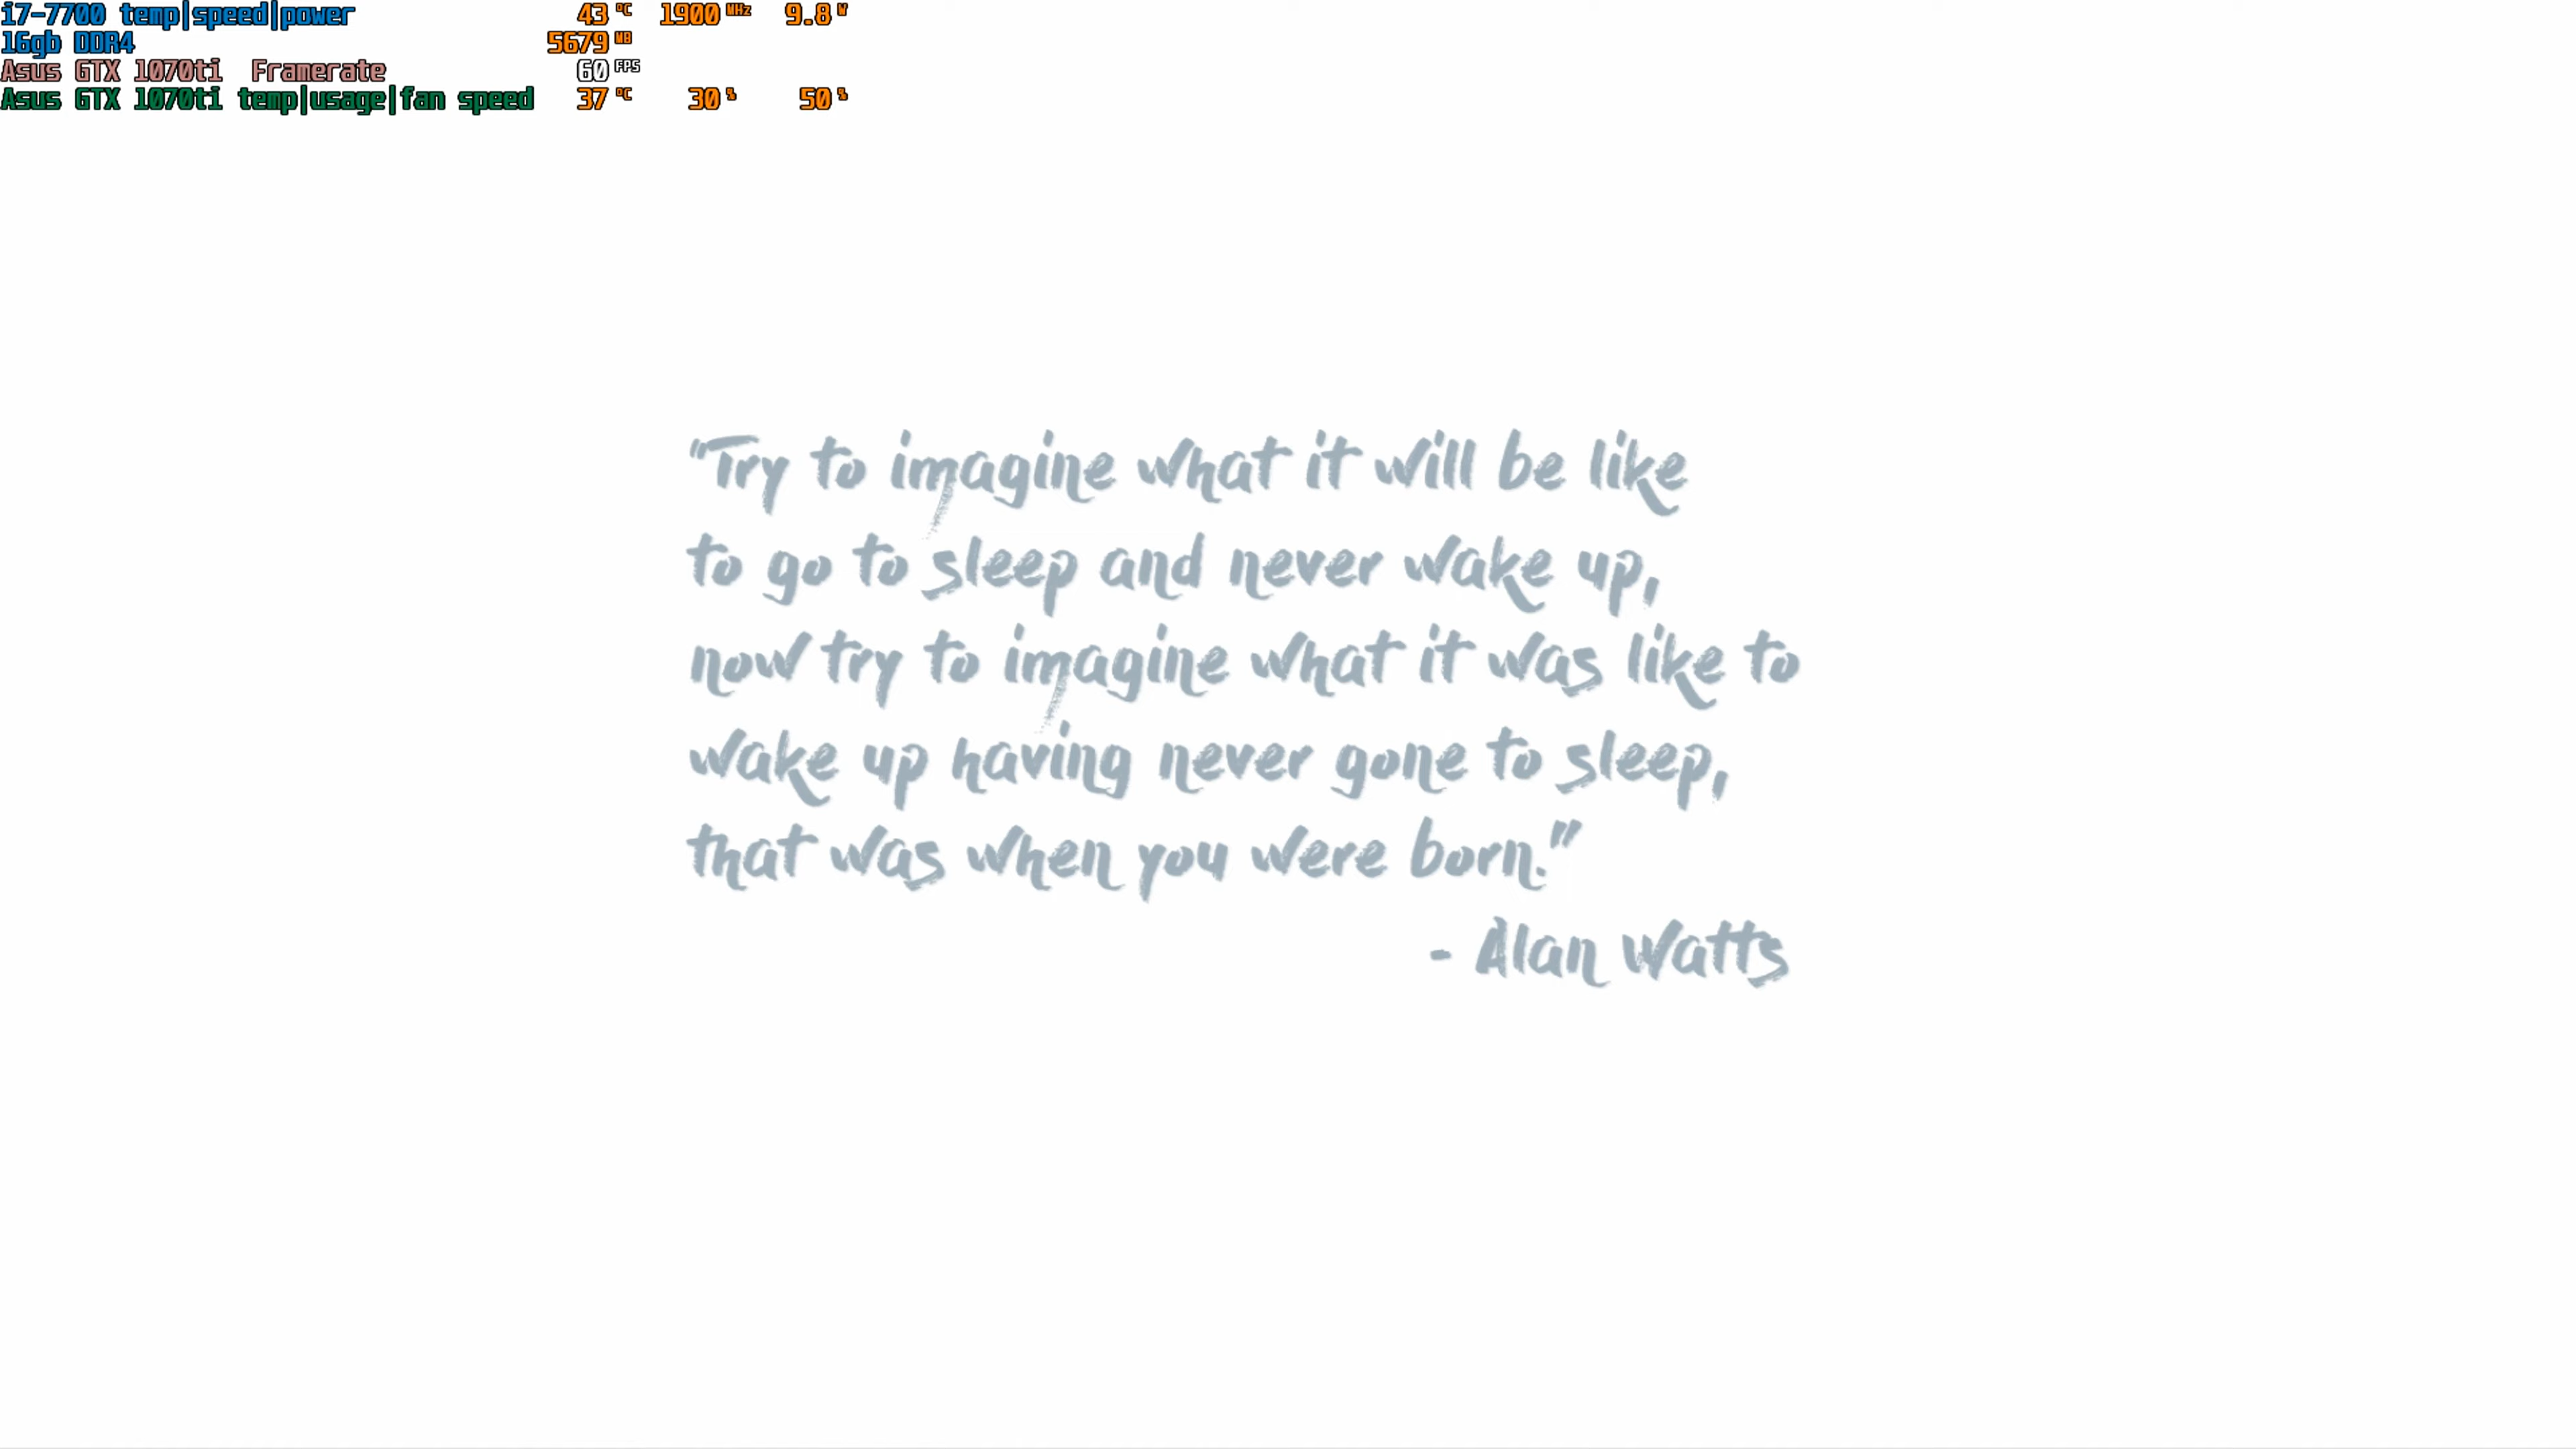 i7-7700 temp|speed|power 43 °C 1900 MHz 9.8 W
16gb DDR4 5679 MB
Asus GTX 1070ti Framerate 60 FPS
Asus GTX 1070ti temp|usage|fan speed 37 °C 30 % 50 %
"Try to imagine what it will be like
to go to sleep and never wake up,
now try to imagine what it was like to
wake up having never gone to sleep,
that was when you were born."
- Alan Watts